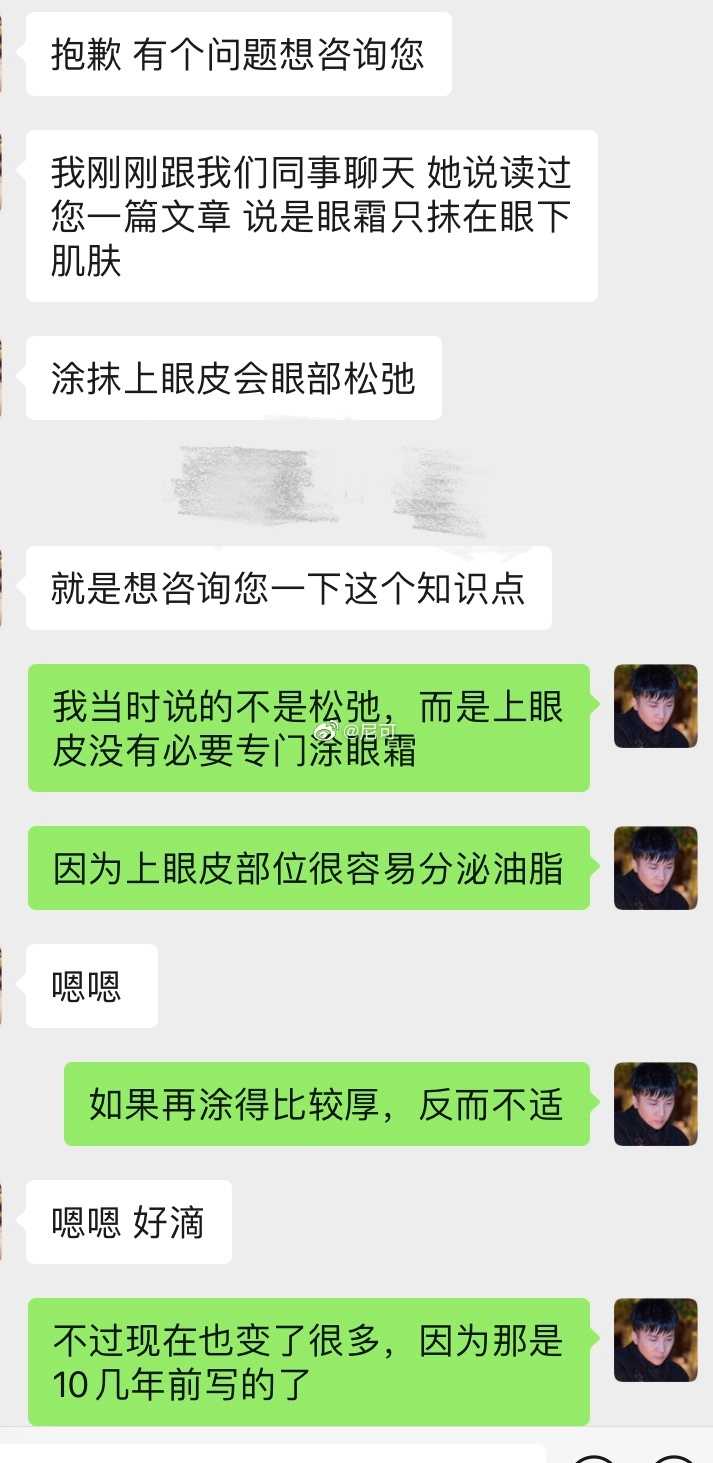 抱歉 有个问题想咨询您
我刚刚跟我们同事聊天 她说读过
您一篇文章 说是眼霜只抹在眼下
肌肤
涂抹上眼皮会眼部松弛
就是想咨询您一下这个知识点
我当时说的不是松弛，而是上眼
皮没有必要专门涂眼霜
@尼可
因为上眼皮部位很容易分泌油脂
嗯嗯
如果再涂得比较厚，反而不适
嗯嗯 好滴
不过现在也变了很多，因为那是
10几年前写的了